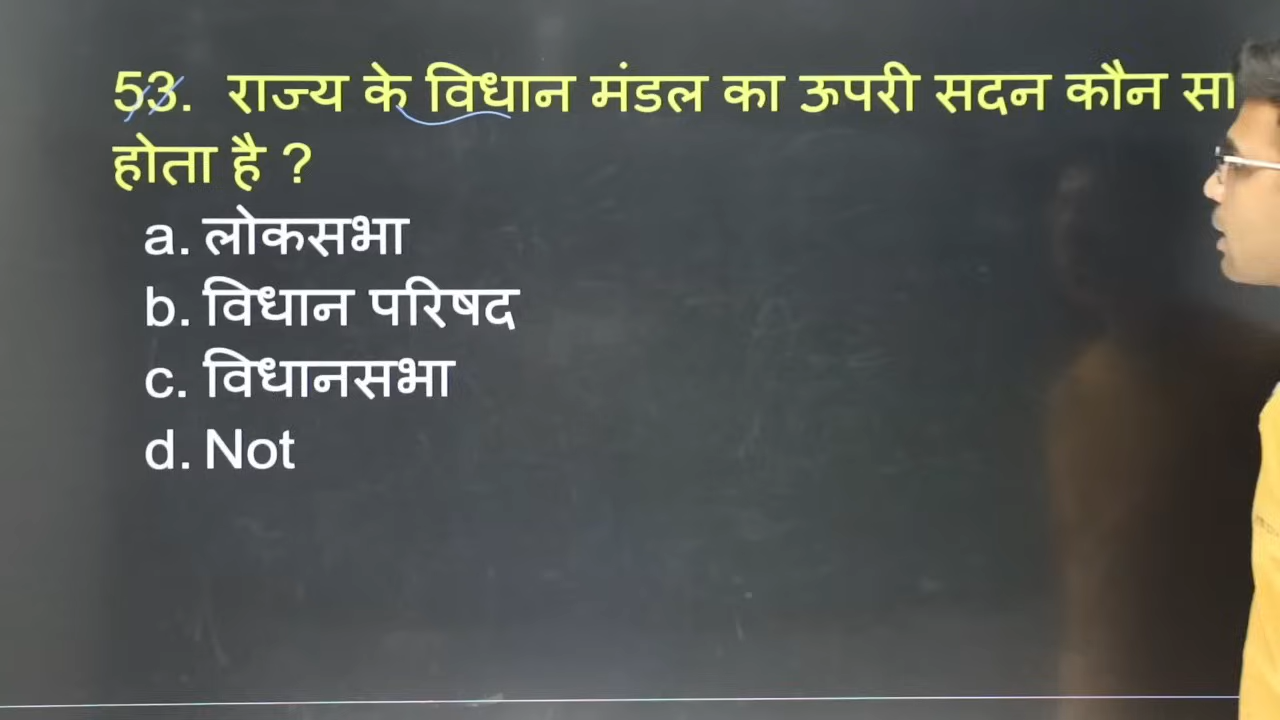 53. राज्य के विधान मंडल का ऊपरी सदन कौन सा
होता है ?
a. लोकसभा
b. विधान परिषद
c. विधानसभा
d. Not